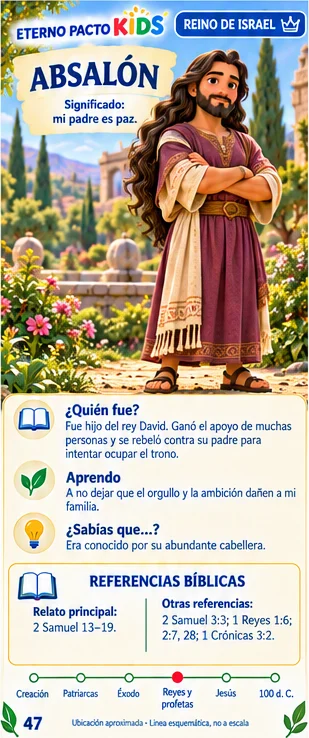 ETERNO PACTO KIDS
REINO DE ISRAEL
ABSALÓN
Significado:
mi padre es paz.
¿Quién fue?
Fue hijo del rey David. Ganó el apoyo de muchas
personas y se rebeló contra su padre para
intentar ocupar el trono.
Aprendo
A no dejar que el orgullo y la ambición dañen a mi
familia.
¿Sabías que...?
Era conocido por su abundante cabellera.
REFERENCIAS BÍBLICAS
Relato principal:
2 Samuel 13–19.
Otras referencias:
2 Samuel 3:3; 1 Reyes 1:6;
2:7, 28; 1 Crónicas 3:2.
Creación
Patriarcas
Éxodo
Reyes y
profetas
Jesús
100 d. C.
47
Ubicación aproximada • Línea esquemática, no a escala